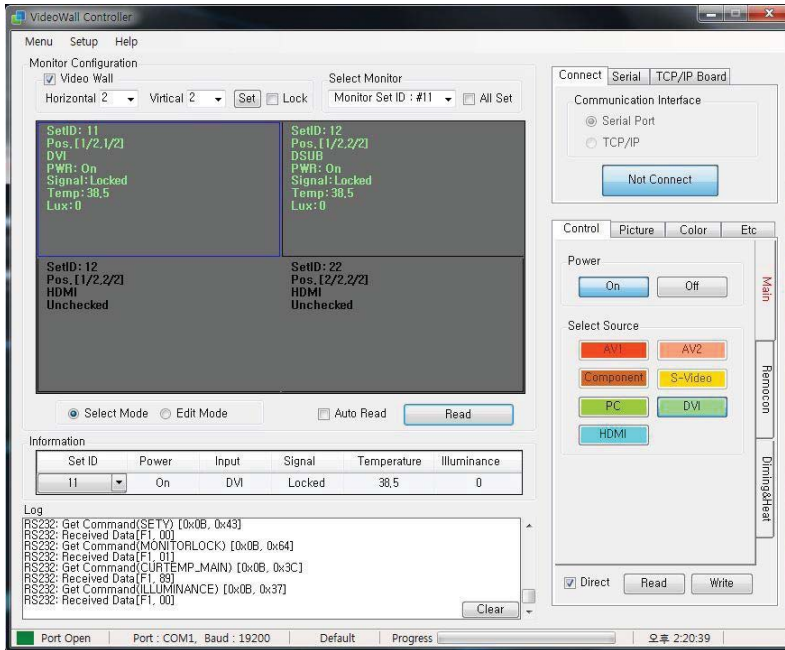 VideoWall Controller
Menu Setup Help
Monitor Configuration
Video Wall
Horizontal 2 Virtical 2 Set Lock
Select Monitor
Monitor Set ID : #11 All Set
SetID: 11
Pos, [1/2,1/2]
DVI
PWR: On
Signal: Locked
Temp: 38,5
Lux: 0
SetID: 12
Pos, [1/2,2/2]
DSUB
PWR: On
Signal: Locked
Temp: 38,5
Lux: 0
SetID: 12
Pos, [1/2,2/2]
HDMI
Unchecked
SetID: 22
Pos, [2/2,2/2]
HDMI
Unchecked
Select Mode Edit Mode Auto Read Read
Information
Set ID Power Input Signal Temperature Illuminance
11 On DVI Locked 38,5 0
Log
RS232: Get Command(SETY) [0x0B, 0x43]
RS232: Received Data[F1, 00]
RS232: Get Command(MONITORLOCK) [0x0B, 0x64]
RS232: Received Data[F1, 01]
RS232: Get Command(CURTEMP_MAIN) [0x0B, 0x3C]
RS232: Received Data[F1, 89]
RS232: Get Command(ILLUMINANCE) [0x0B, 0x37]
RS232: Received Data[F1, 00]
Clear
Connect Serial TCP/IP Board
Communication Interface
Serial Port
TCP/IP
Not Connect
Control Picture Color Etc
Power
On Off
Select Source
AV1 AV2
Component S-Video
PC DVI
HDMI
Main
Remocon
Diming&Heat
Direct Read Write
Port Open Port : COM1, Baud : 19200 Default Progress 오후 2:20:39